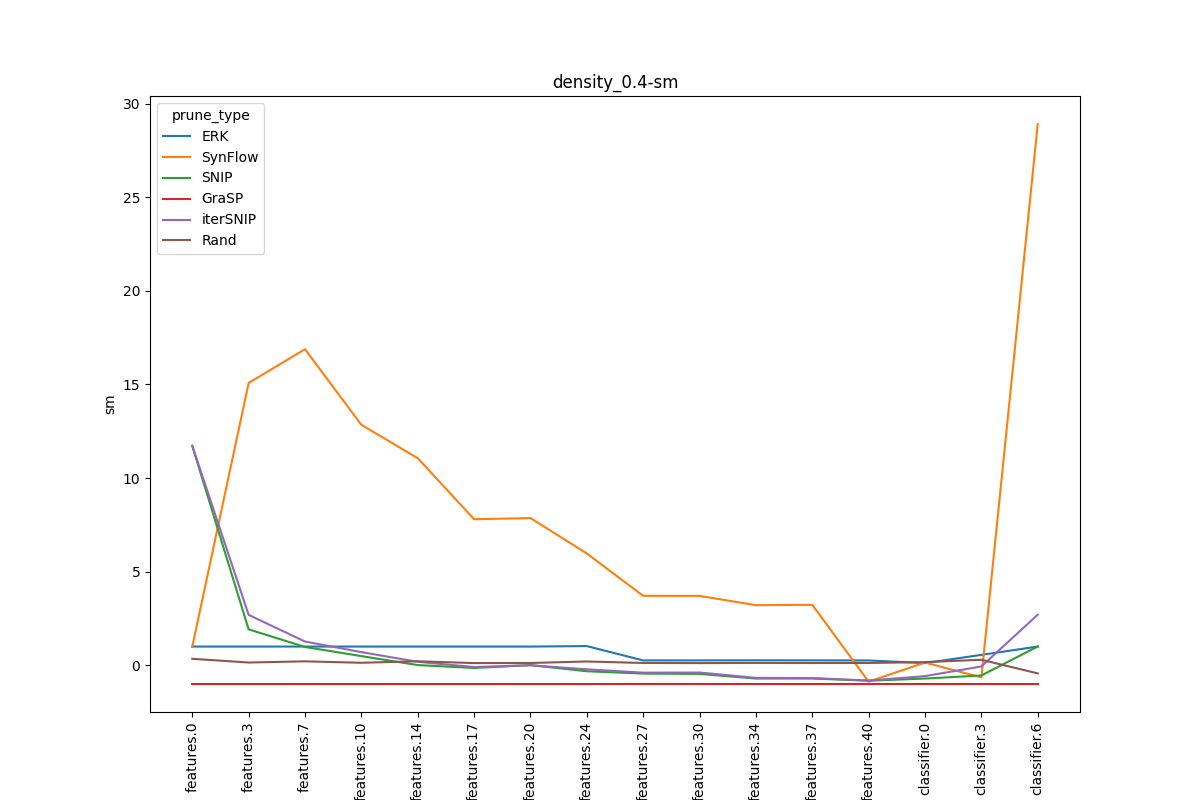 density_0.4-sm
30
25
20
15
10
5
0
sm
prune_type
ERK
SynFlow
SNIP
GraSP
iterSNIP
Rand
features.0
features.3
features.7
features.10
features.14
features.17
features.20
features.24
features.27
features.30
features.34
features.37
features.40
classifier.0
classifier.3
classifier.6